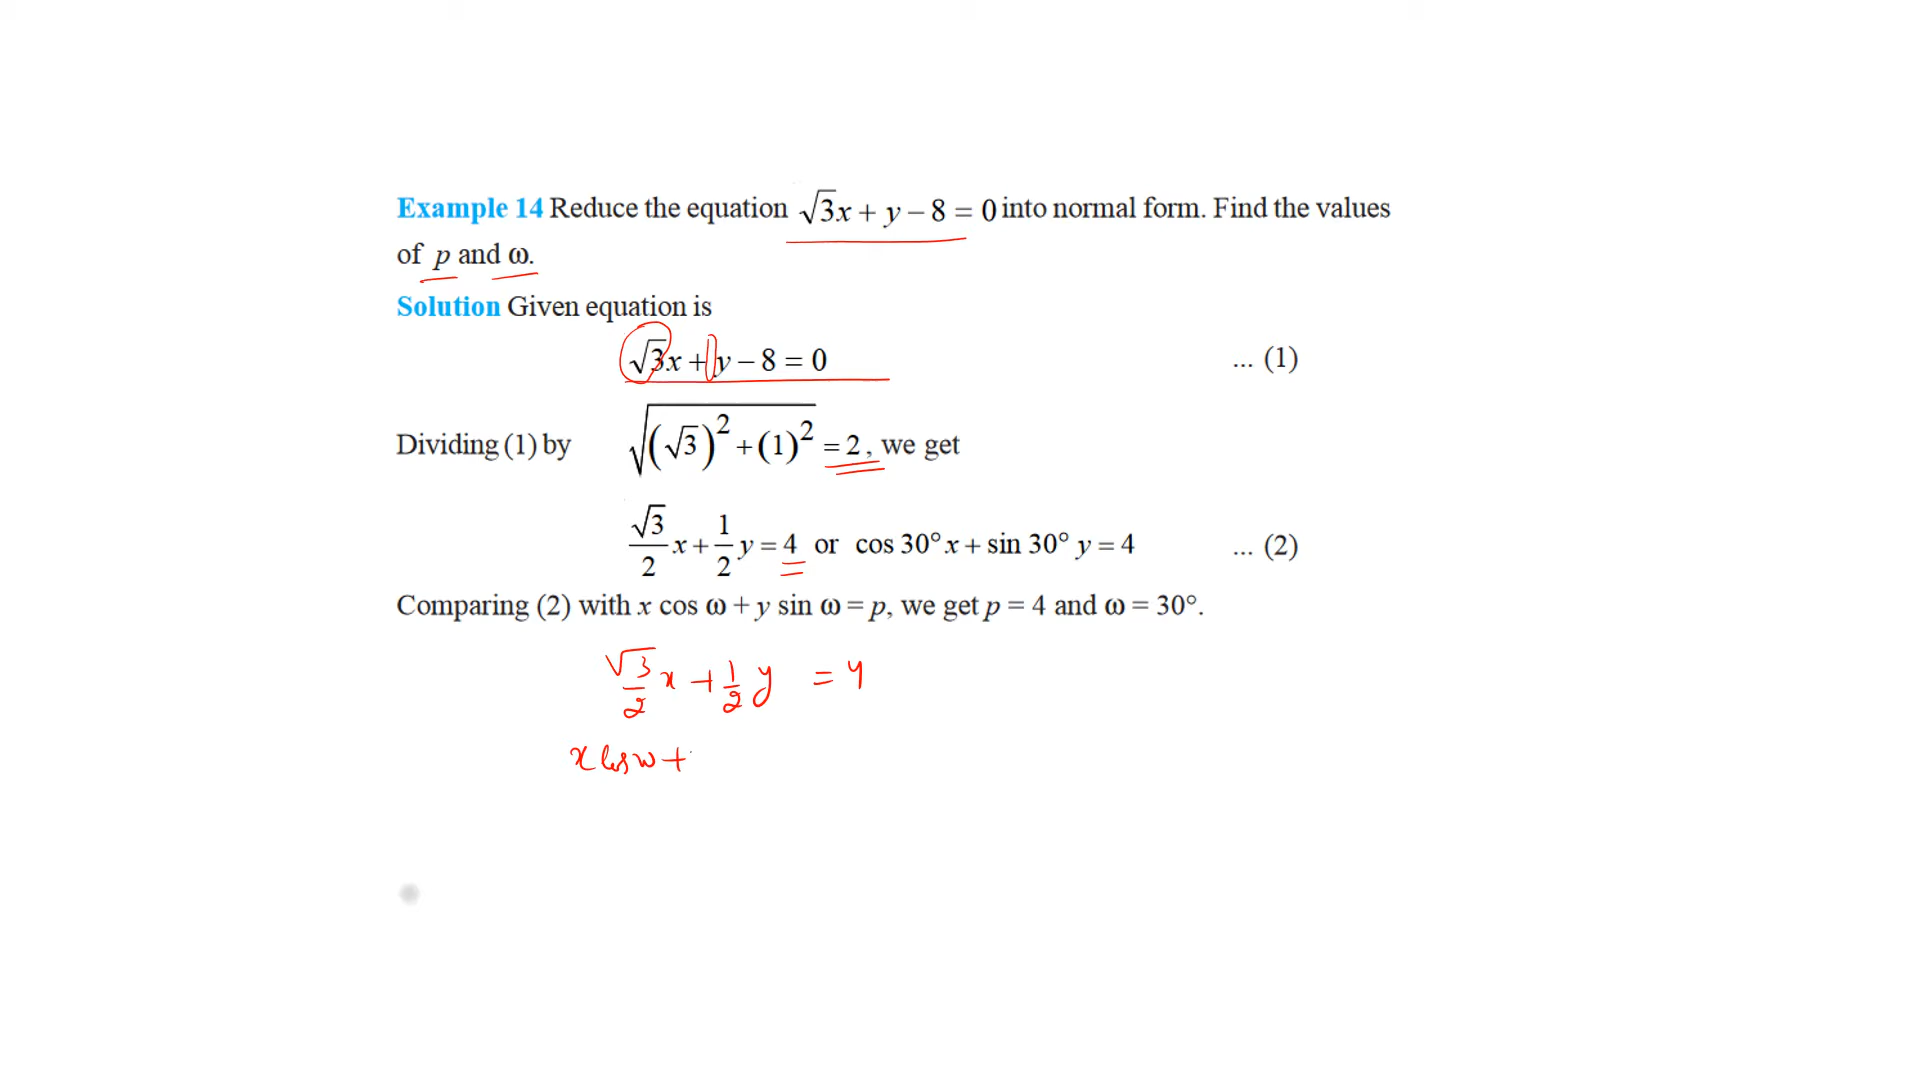 Example 14 Reduce the equation √3x + y − 8 = 0 into normal form. Find the values
of p and ω.
Solution Given equation is
√3x + y − 8 = 0 ... (1)
Dividing (1) by √((√3)² + (1)²) = 2, we get
√3/2 x + 1/2 y = 4 or cos 30° x + sin 30° y = 4 ... (2)
Comparing (2) with x cos ω + y sin ω = p, we get p = 4 and ω = 30°.
√3/2 x + 1/2 y = 4
x cos ω +